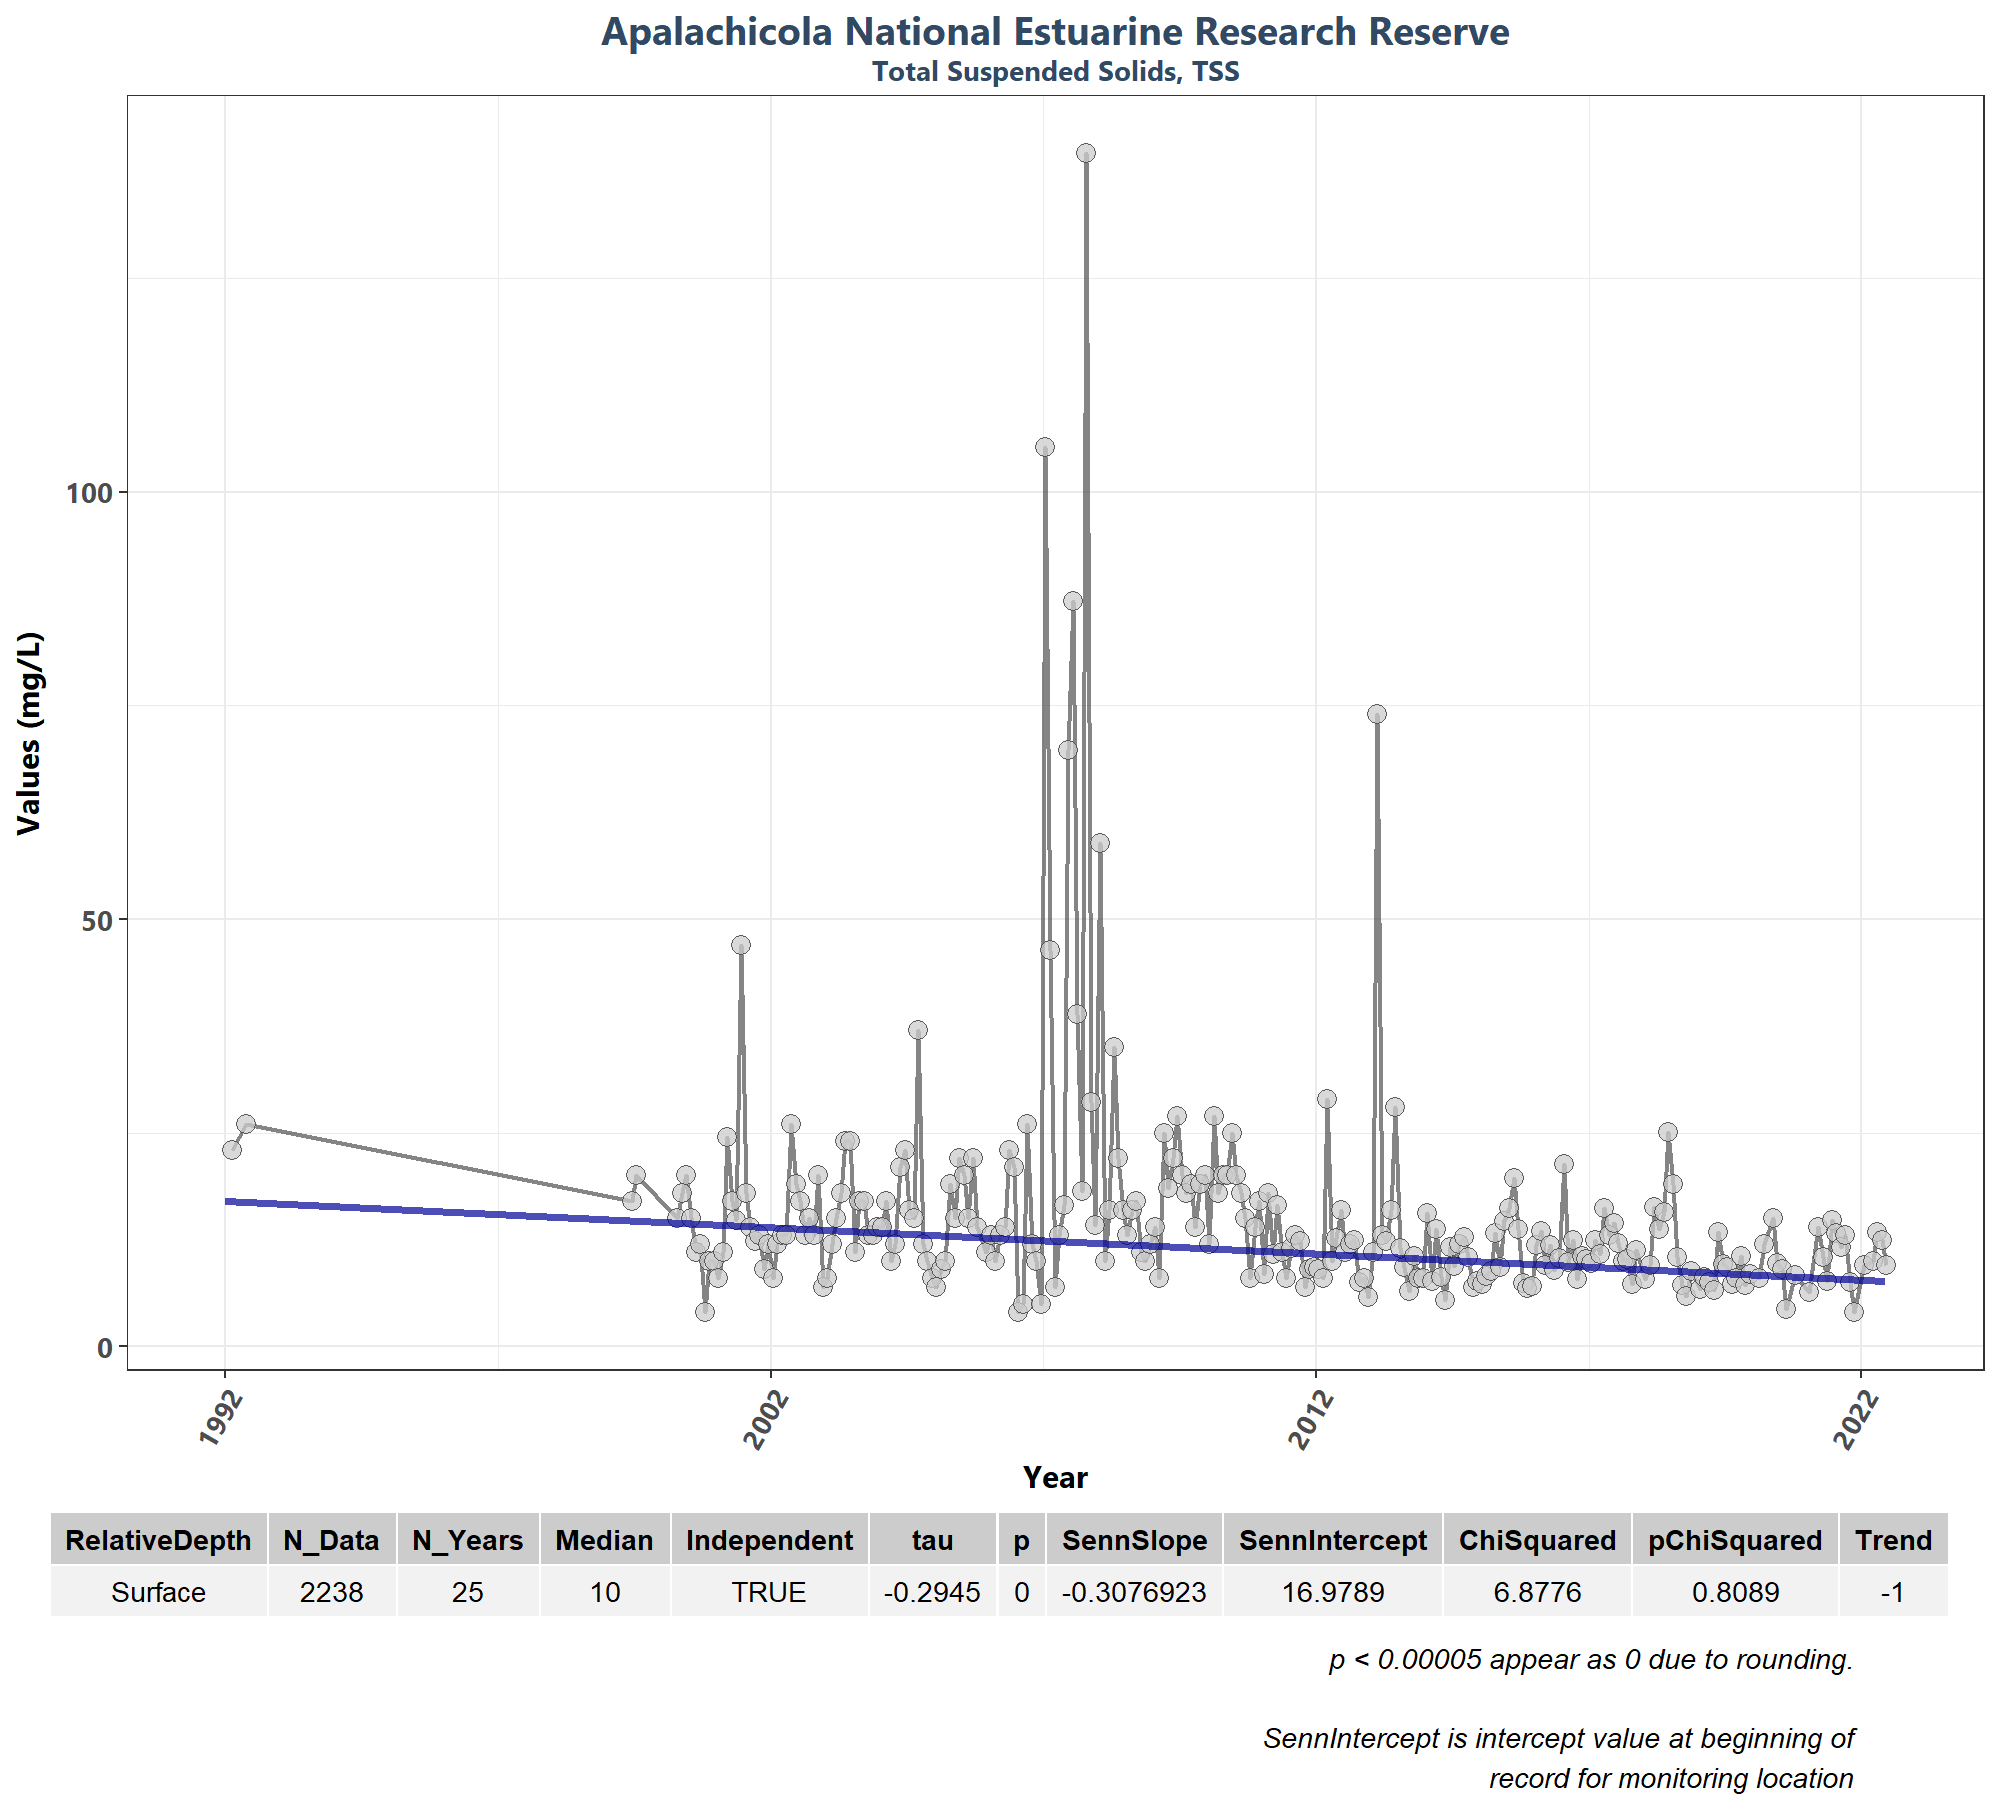 Apalachicola National Estuarine Research Reserve
Total Suspended Solids, TSS
Values (mg/L)
100
50
0
1992
2002
2012
2022
Year
RelativeDepth N_Data N_Years Median Independent tau p SennSlope SennIntercept ChiSquared pChiSquared Trend
Surface 2238 25 10 TRUE -0.2945 0 -0.3076923 16.9789 6.8776 0.8089 -1
p < 0.00005 appear as 0 due to rounding.
SennIntercept is intercept value at beginning of
record for monitoring location